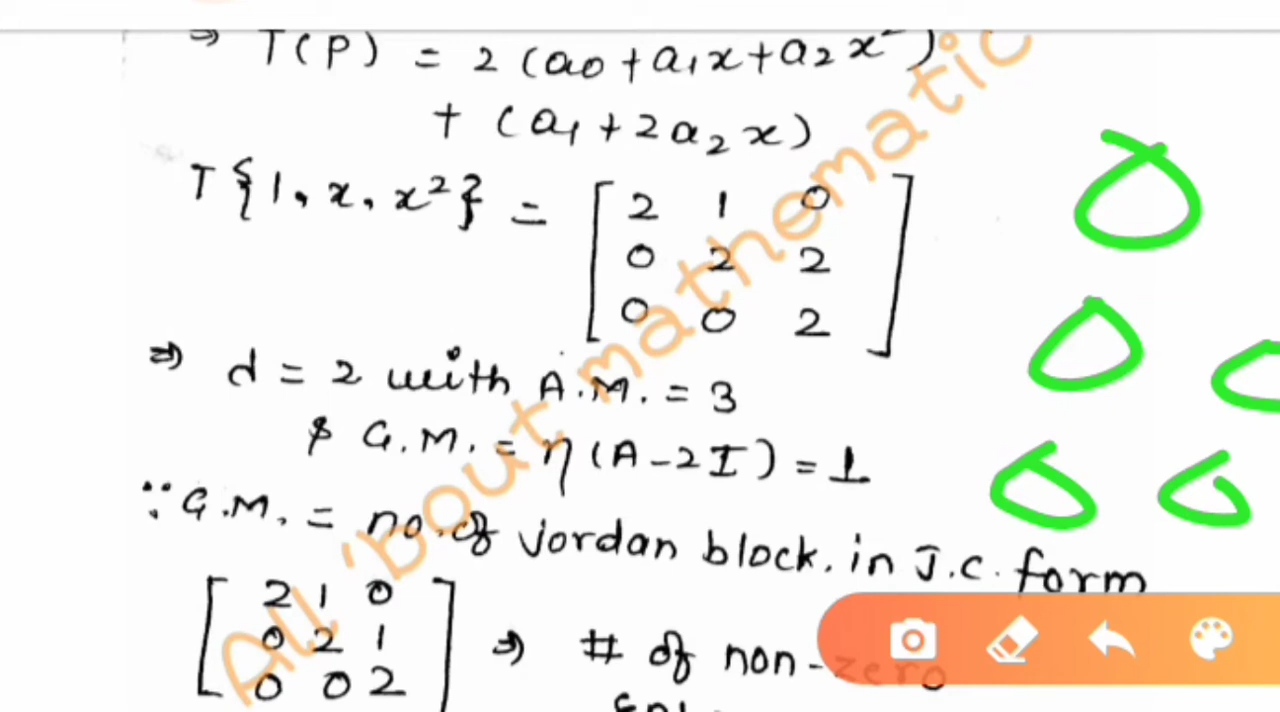 ⇒ T(P) = 2(a0+a1x+a2x²)
+ (a1+2a2x)
T{1, x, x²} = [2 1 0
0 2 2
0 0 2]
⇒ d = 2 with A.M. = 3
$ G.M. = η(A-2I) = 1
∵ G.M. = no. of jordan block. in J.C. form
[2 1 0
0 2 1
0 0 2] ⇒ # of non-zero
All 'bout mathematic